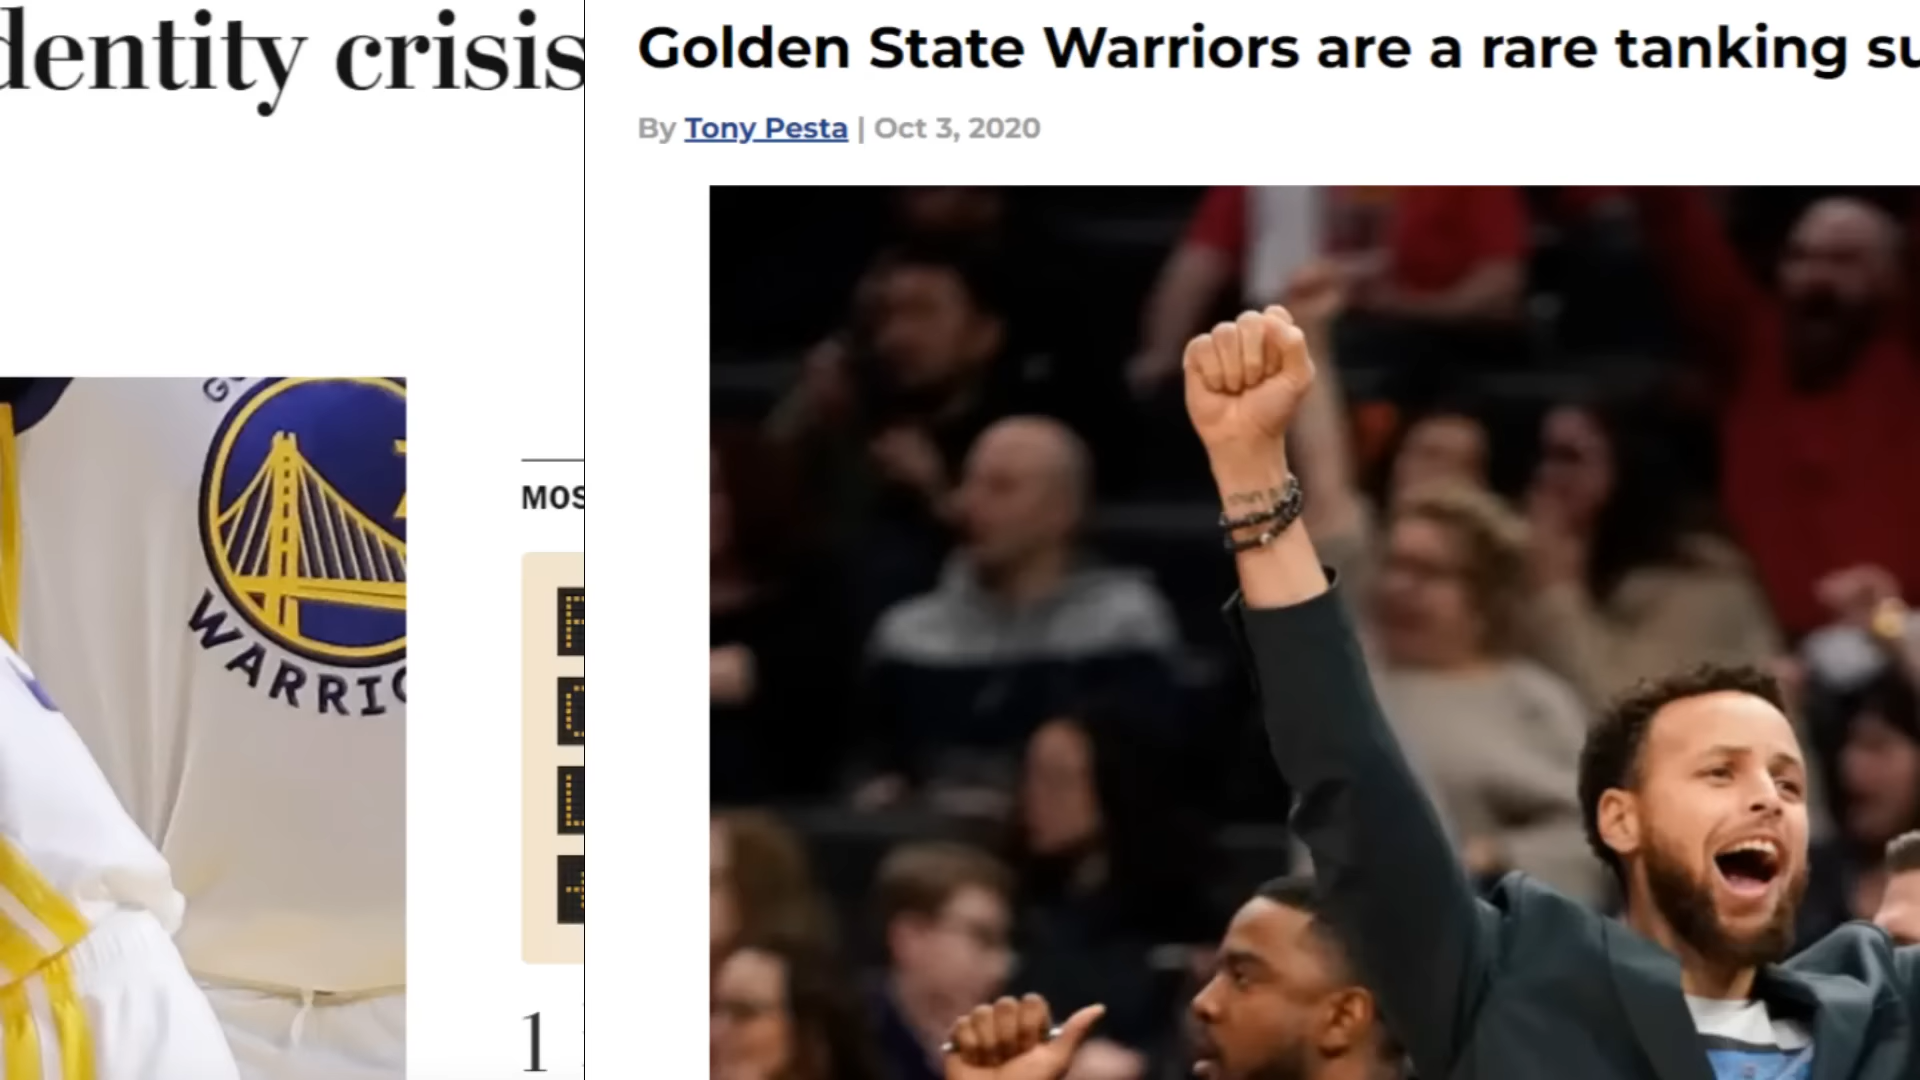 dentity crisis
WARRIO
MOS
1
Golden State Warriors are a rare tanking su
By Tony Pesta | Oct 3, 2020